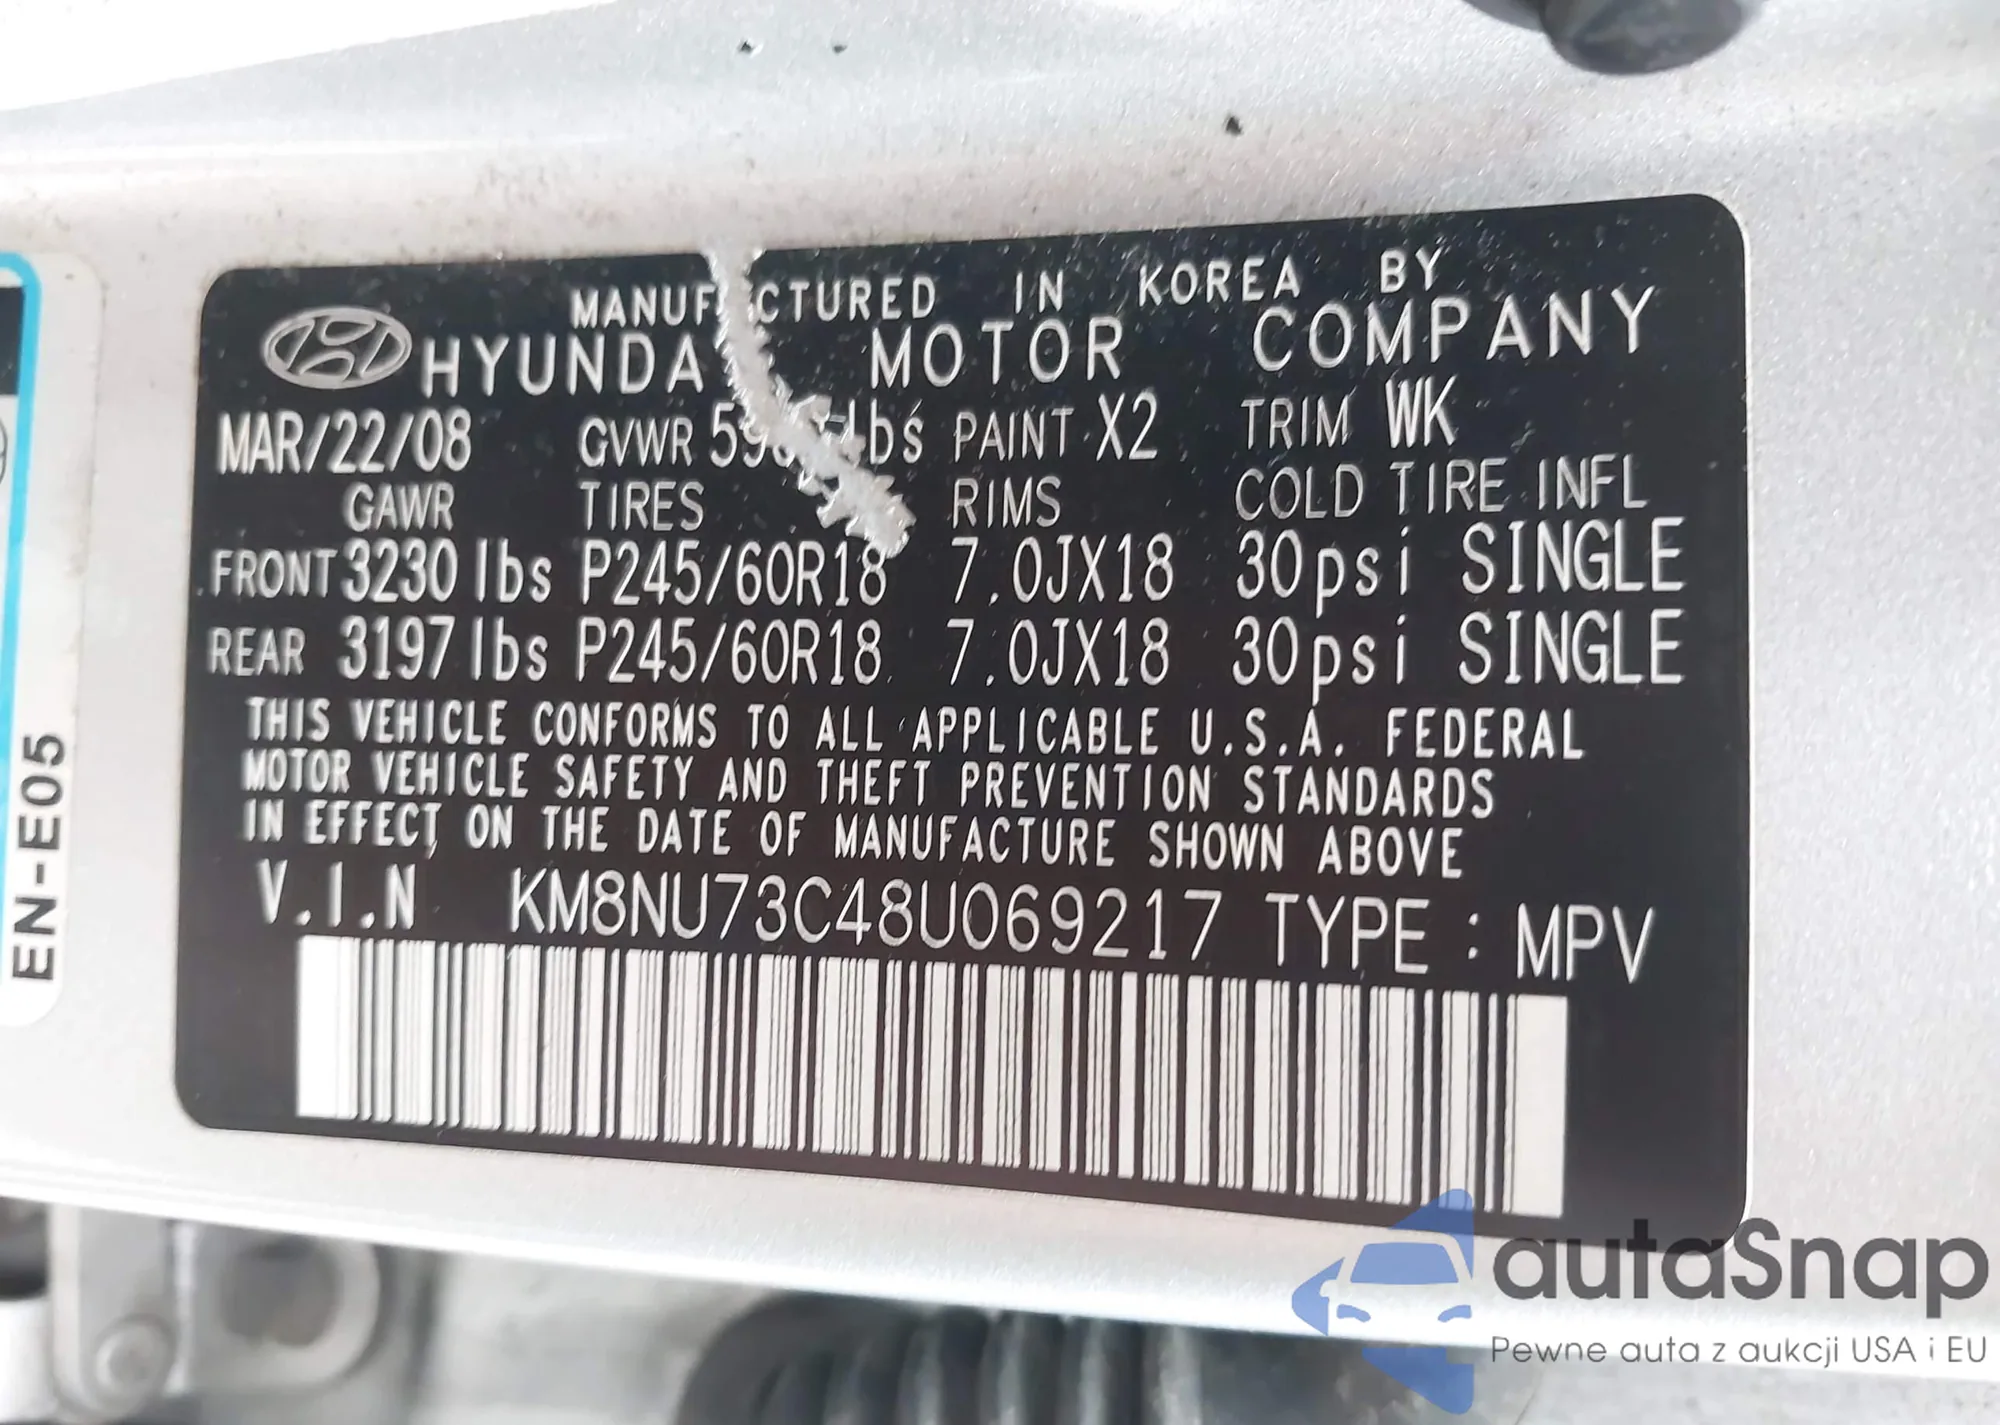 MANUFACTURED IN KOREA BY
HYUNDAI MOTOR COMPANY
MAR/22/08 GVWR lbs PAINT X2 TRIM WK
GAWR TIRES RIMS COLD TIRE INFL
FRONT 3230 lbs P245/60R18 7.0JX18 30psi SINGLE
REAR 3197 lbs P245/60R18 7.0JX18 30psi SINGLE
THIS VEHICLE CONFORMS TO ALL APPLICABLE U.S.A. FEDERAL
MOTOR VEHICLE SAFETY AND THEFT PREVENTION STANDARDS
IN EFFECT ON THE DATE OF MANUFACTURE SHOWN ABOVE
V.I.N KM8NU73C48U069217 TYPE : MPV
EN-E05
autaSnap
Pewne auta z aukcji USA i EU